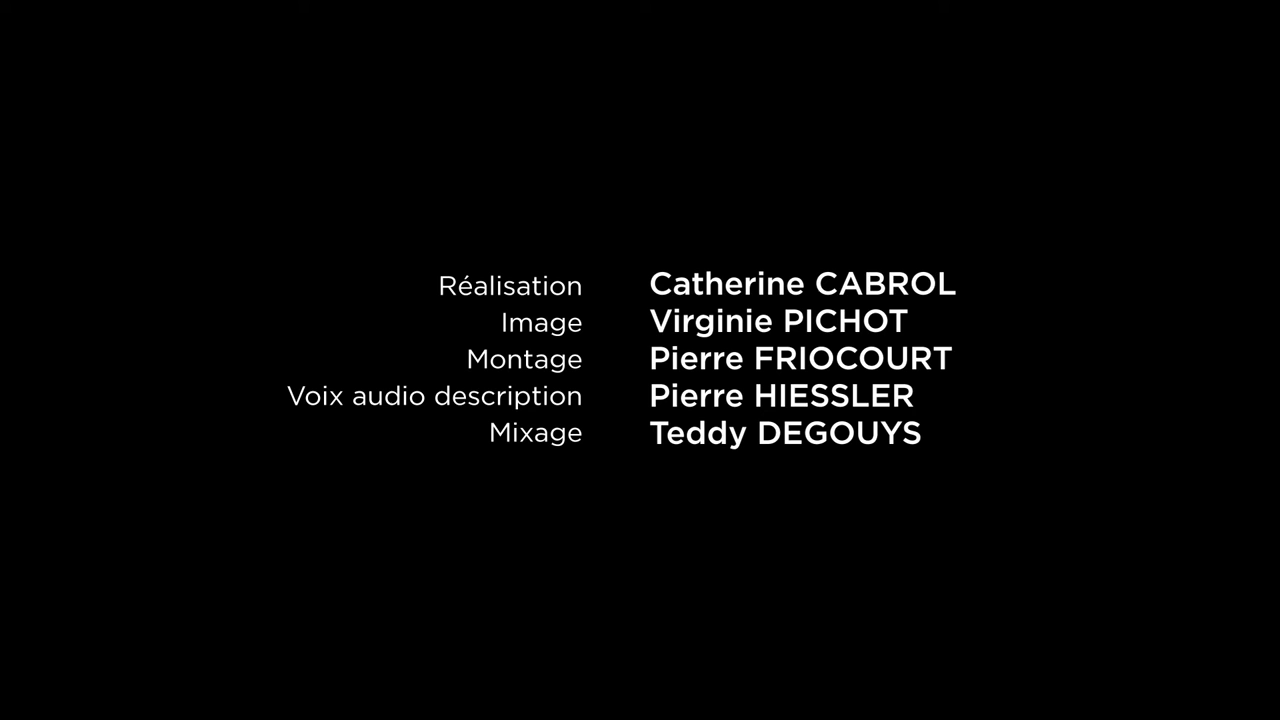 Réalisation Catherine CABROL
Image Virginie PICHOT
Montage Pierre FRIOCOURT
Voix audio description Pierre HIESSLER
Mixage Teddy DEGOUYS